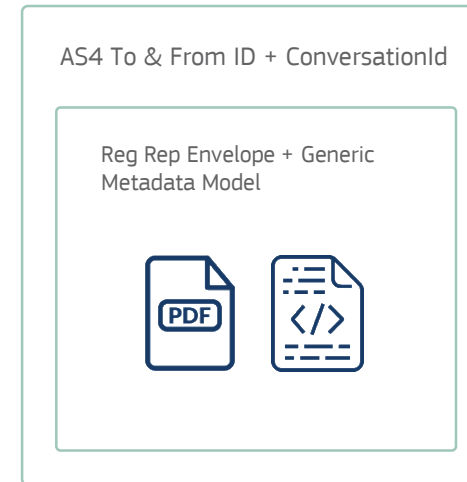 AS4 To & From ID + ConversationId
Reg Rep Envelope + Generic
Metadata Model
PDF
</>